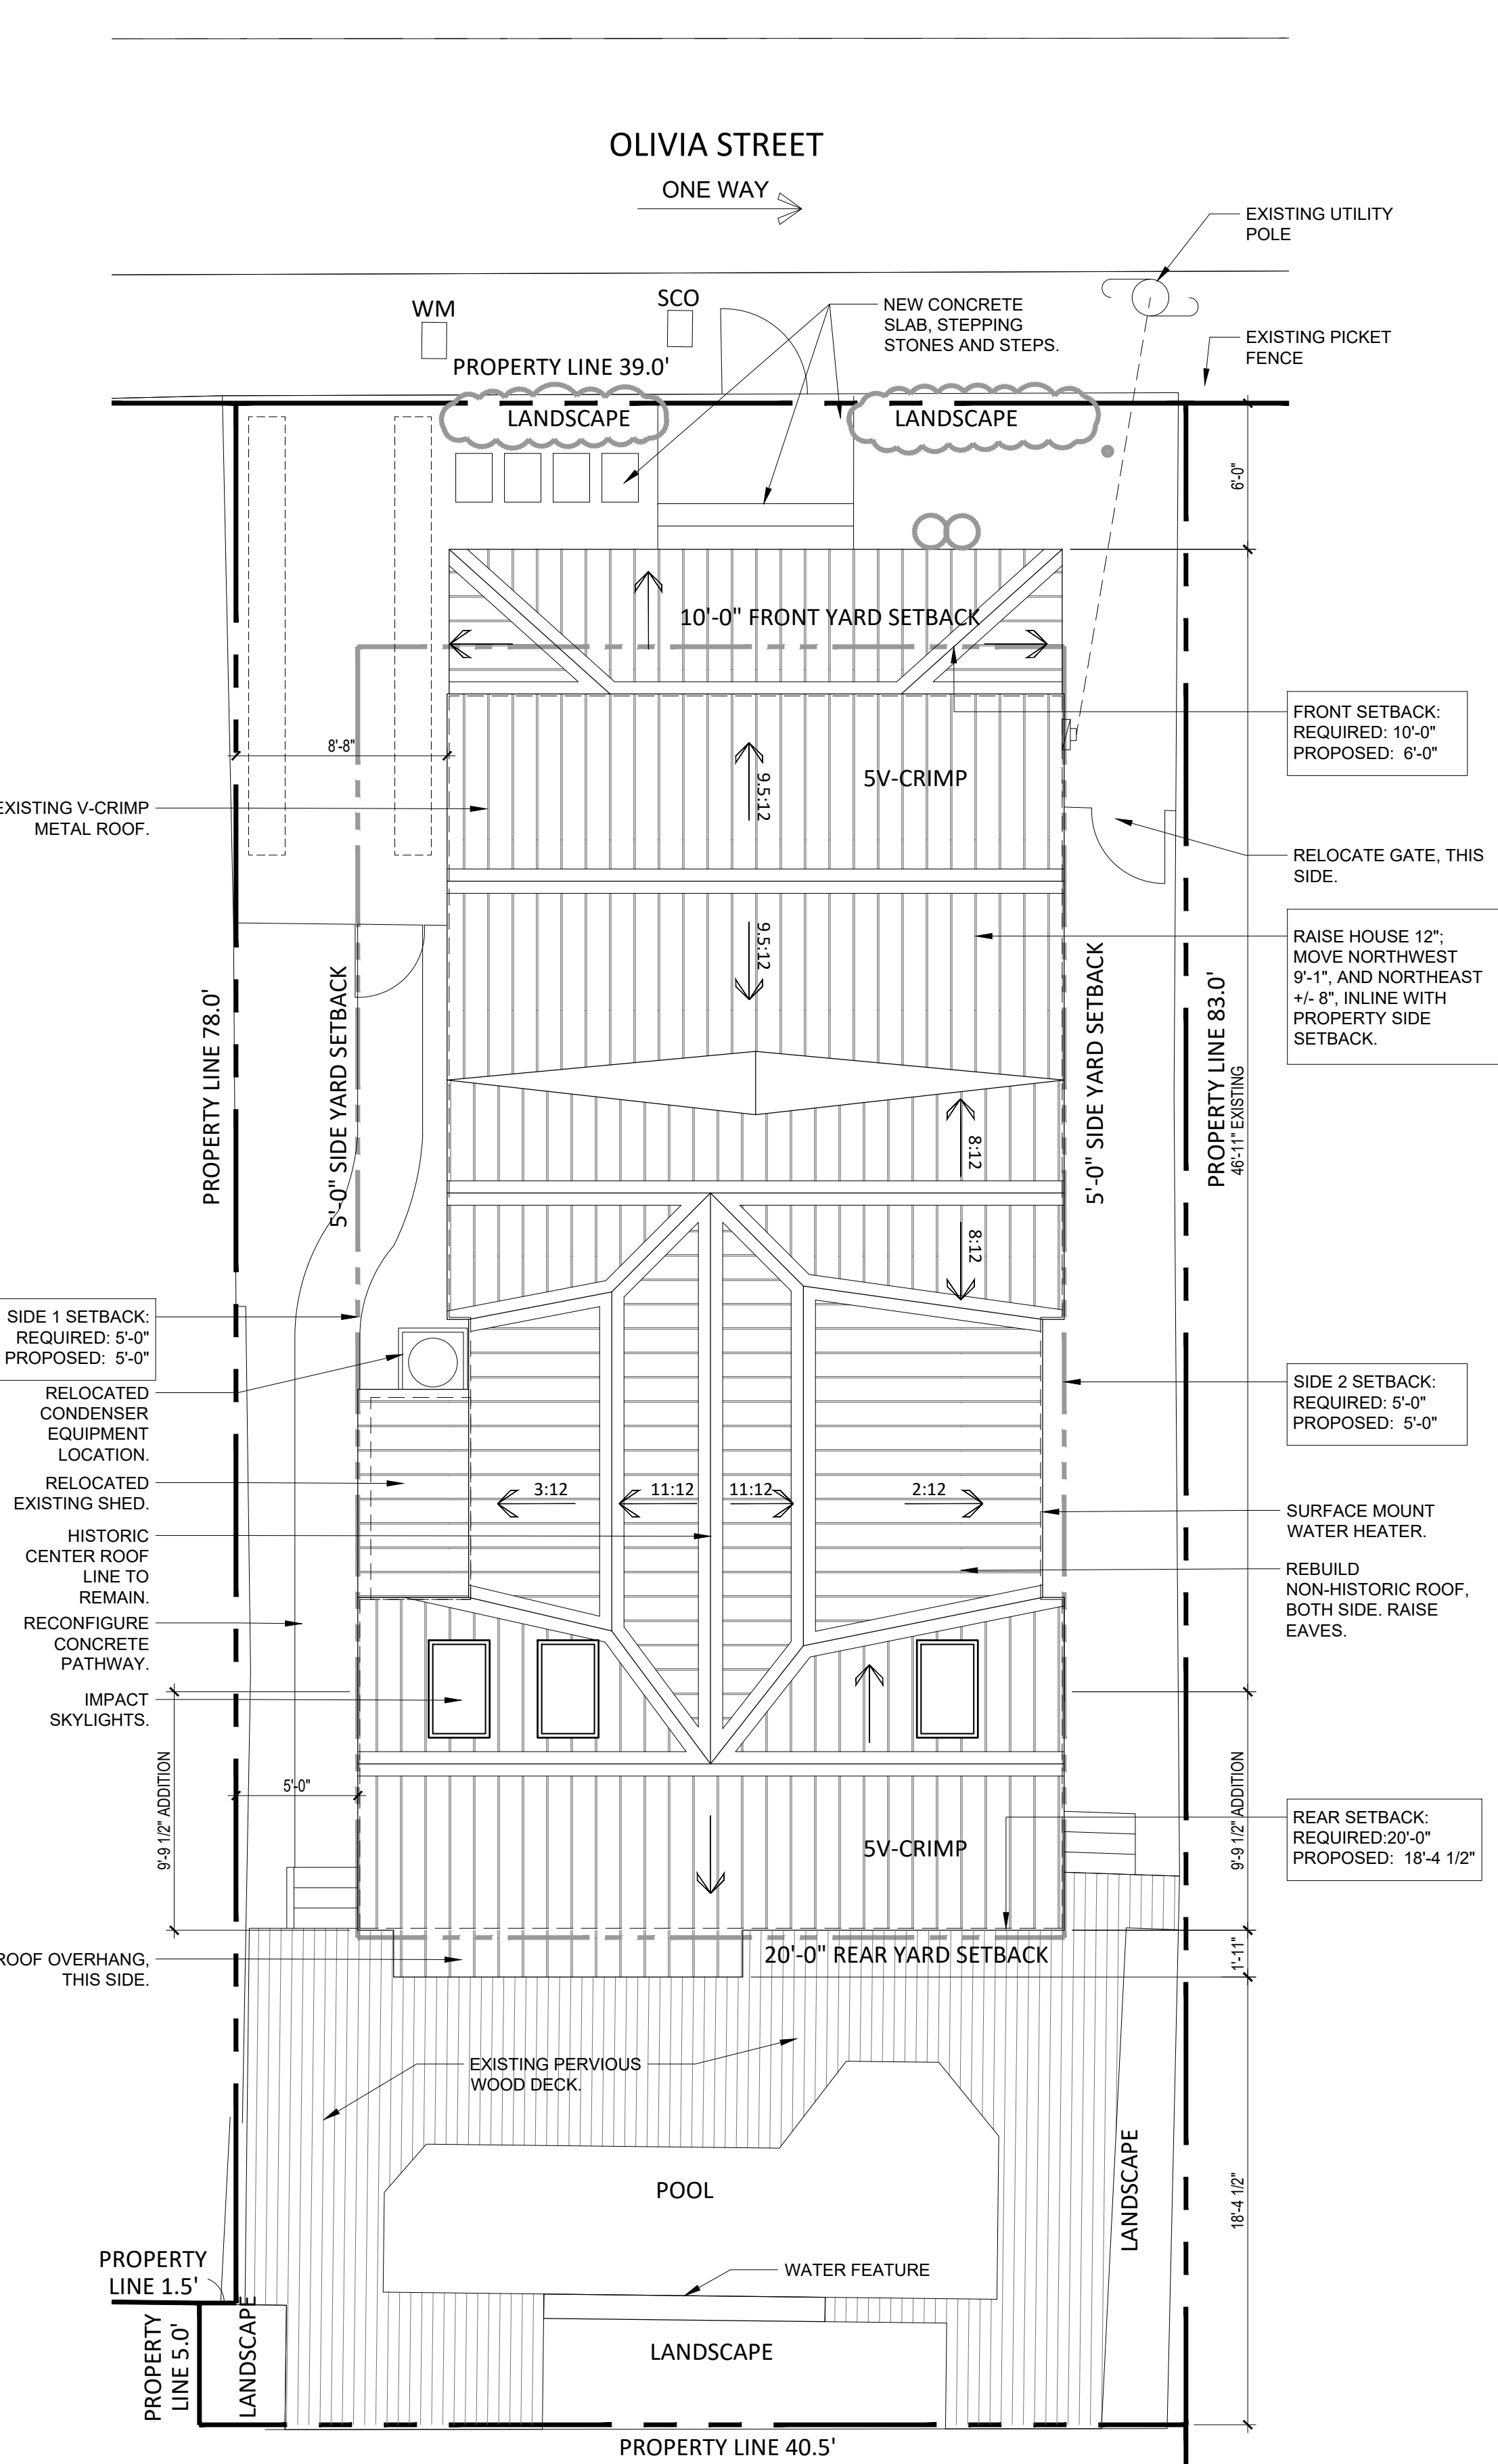 OLIVIA STREET
ONE WAY
EXISTING UTILITY
POLE
WM
SCO
NEW CONCRETE
SLAB, STEPPING
STONES AND STEPS.
EXISTING PICKET
FENCE
PROPERTY LINE 39.0'
LANDSCAPE
LANDSCAPE
6'-0"
10'-0" FRONT YARD SETBACK
FRONT SETBACK:
REQUIRED: 10'-0"
PROPOSED: 6'-0"
8'-8"
9.5:12
5V-CRIMP
EXISTING V-CRIMP
METAL ROOF.
RELOCATE GATE, THIS
SIDE.
9.5:12
RAISE HOUSE 12";
MOVE NORTHWEST
9'-1", AND NORTHEAST
+/- 8", INLINE WITH
PROPERTY SIDE
SETBACK.
PROPERTY LINE 78.0'
5'-0" SIDE YARD SETBACK
5'-0" SIDE YARD SETBACK
PROPERTY LINE 83.0'
46'-11" EXISTING
8:12
8:12
SIDE 1 SETBACK:
REQUIRED: 5'-0"
PROPOSED: 5'-0"
RELOCATED
CONDENSER
EQUIPMENT
LOCATION.
SIDE 2 SETBACK:
REQUIRED: 5'-0"
PROPOSED: 5'-0"
RELOCATED
EXISTING SHED.
3:12
11:12
11:12
2:12
SURFACE MOUNT
WATER HEATER.
HISTORIC
CENTER ROOF
LINE TO
REMAIN.
REBUILD
NON-HISTORIC ROOF,
BOTH SIDE. RAISE
EAVES.
RECONFIGURE
CONCRETE
PATHWAY.
IMPACT
SKYLIGHTS.
9'-9 1/2" ADDITION
5'-0"
9'-9 1/2" ADDITION
5V-CRIMP
REAR SETBACK:
REQUIRED:20'-0"
PROPOSED: 18'-4 1/2"
ROOF OVERHANG,
THIS SIDE.
20'-0" REAR YARD SETBACK
1'-11"
EXISTING PERVIOUS
WOOD DECK.
POOL
LANDSCAPE
18'-4 1/2"
WATER FEATURE
PROPERTY
LINE 1.5'
PROPERTY
LINE 5.0'
LANDSCAPE
LANDSCAPE
PROPERTY LINE 40.5'